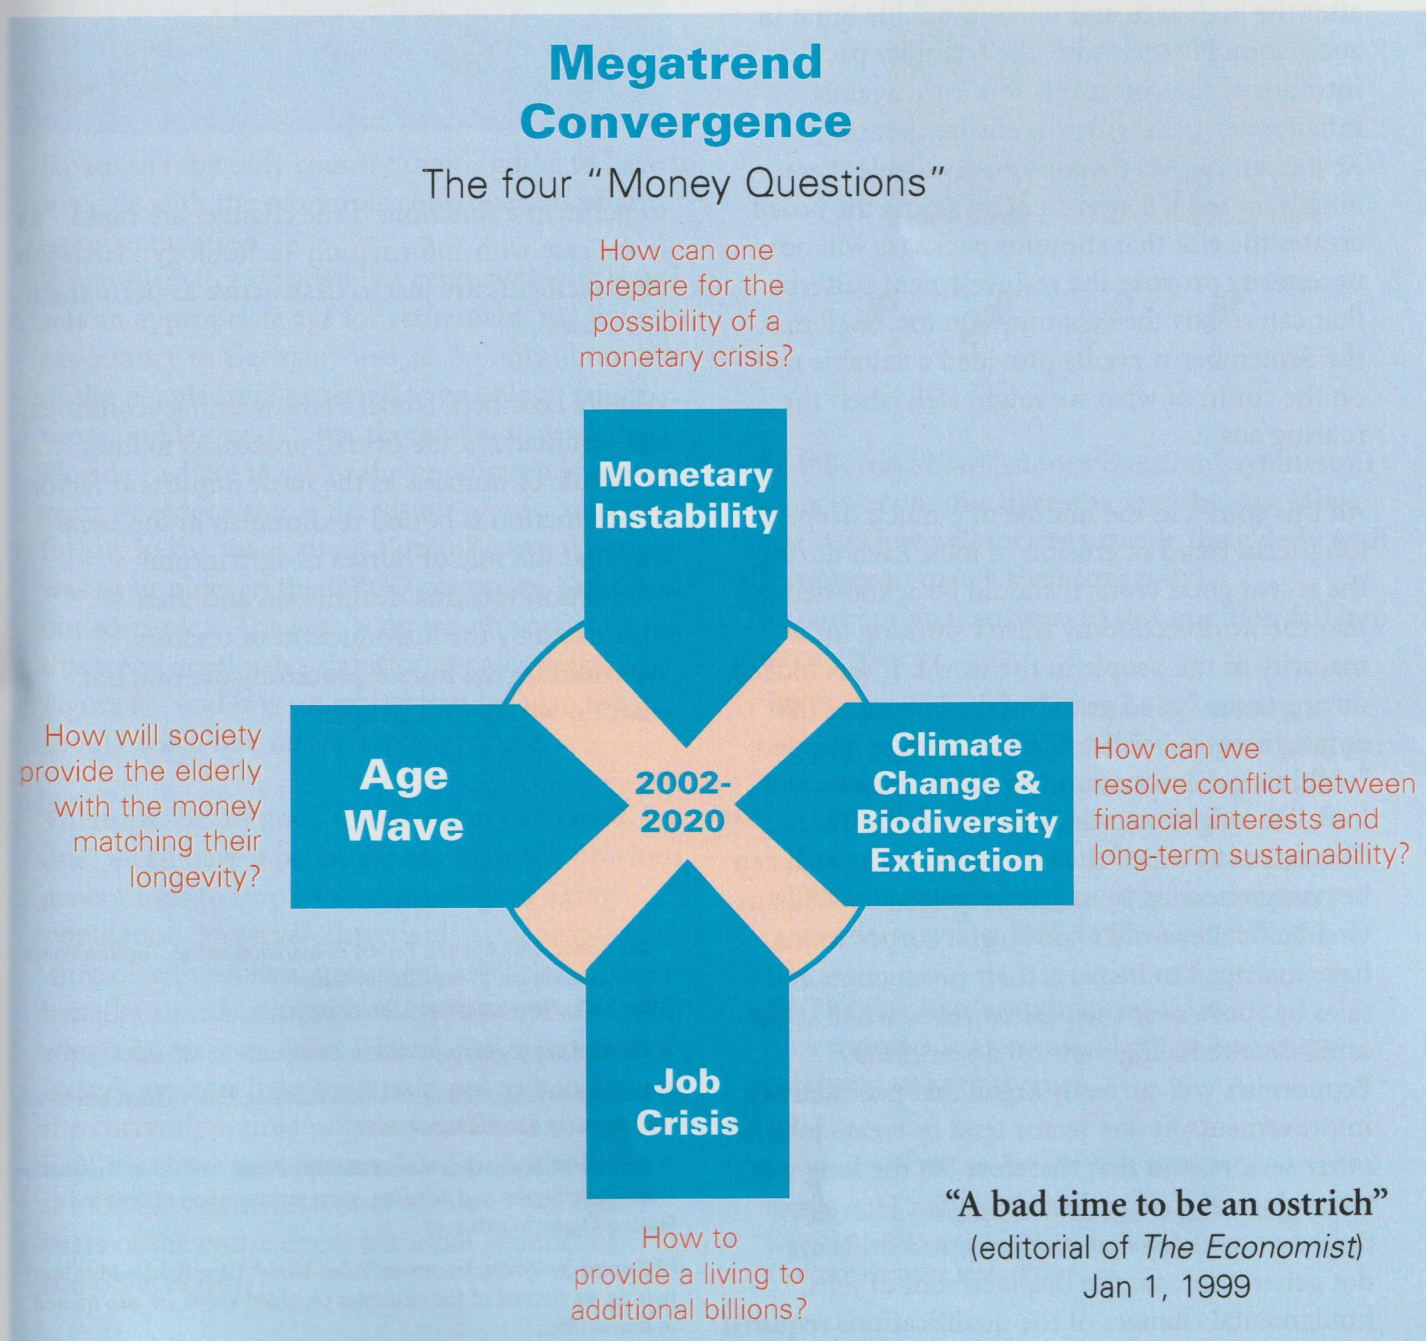 Megatrend
Convergence
The four “Money Questions”
How can one
prepare for the
possibility of a
monetary crisis?
Monetary
Instability
How will society
provide the elderly
with the money
matching their
longevity?
Age
Wave
2002-
2020
Climate
Change &
Biodiversity
Extinction
How can we
resolve conflict between
financial interests and
long-term sustainability?
Job
Crisis
How to
provide a living to
additional billions?
“A bad time to be an ostrich”
(editorial of The Economist)
Jan 1, 1999